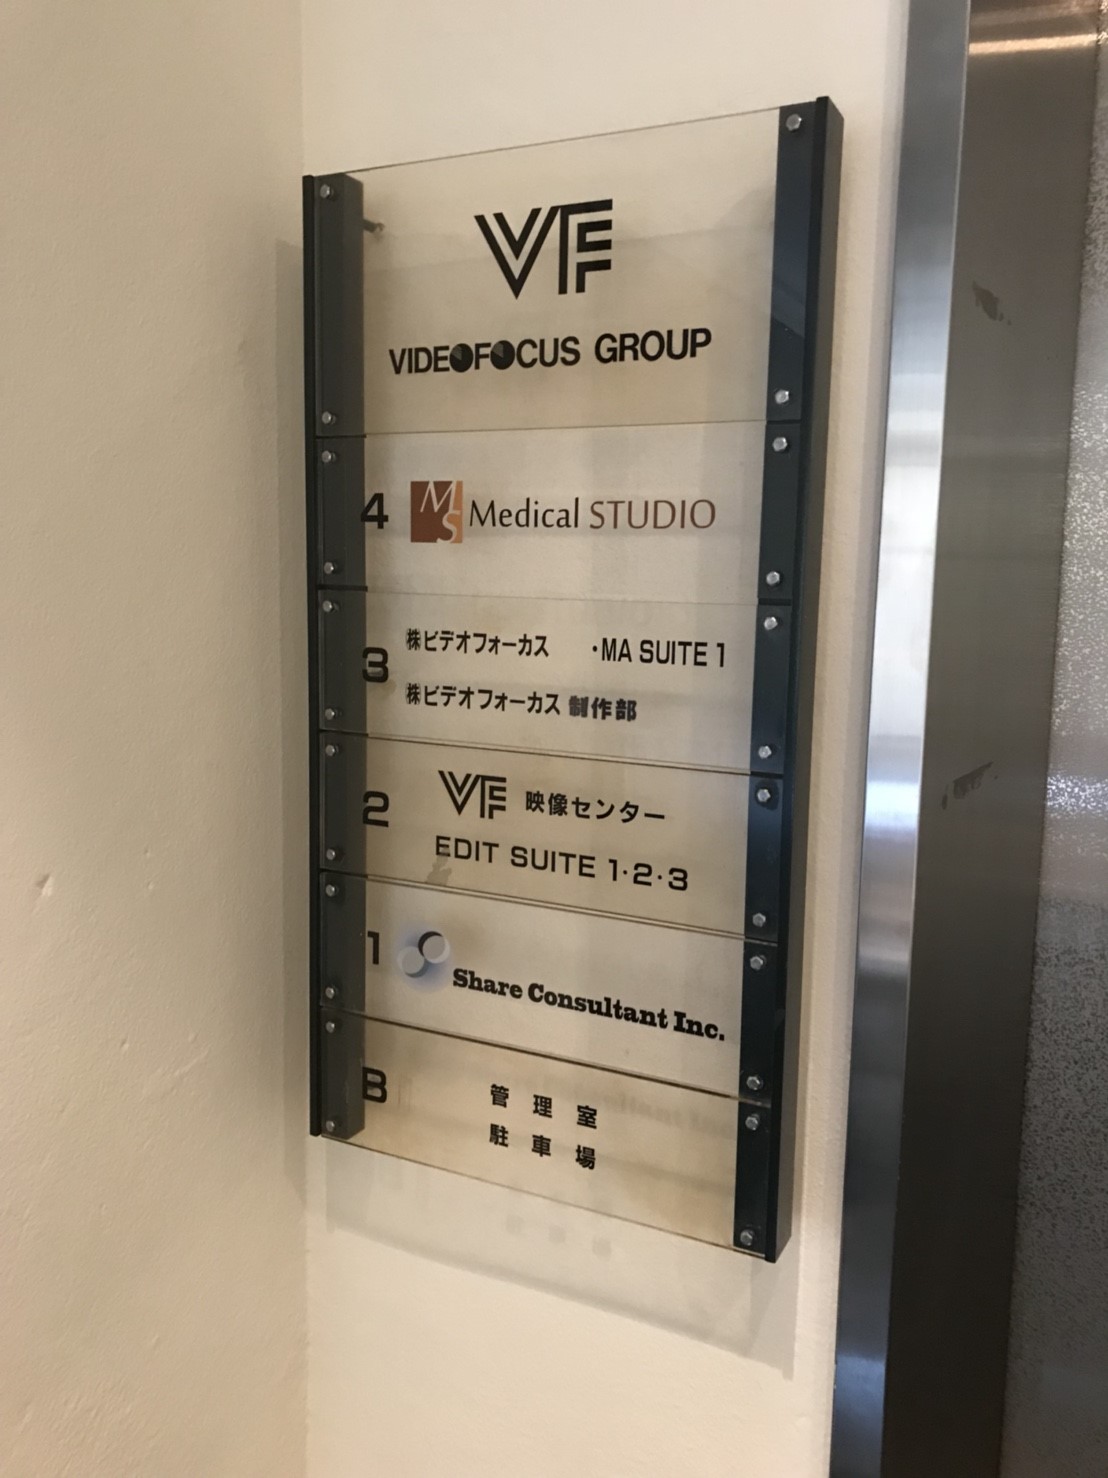 VF
VIDEOFOCUS GROUP
4 MS Medical STUDIO
3 ㈱ビデオフォーカス ・MA SUITE 1
㈱ビデオフォーカス 制作部
2 VF 映像センター
EDIT SUITE 1・2・3
1 Share Consultant Inc.
B 管理室
駐車場